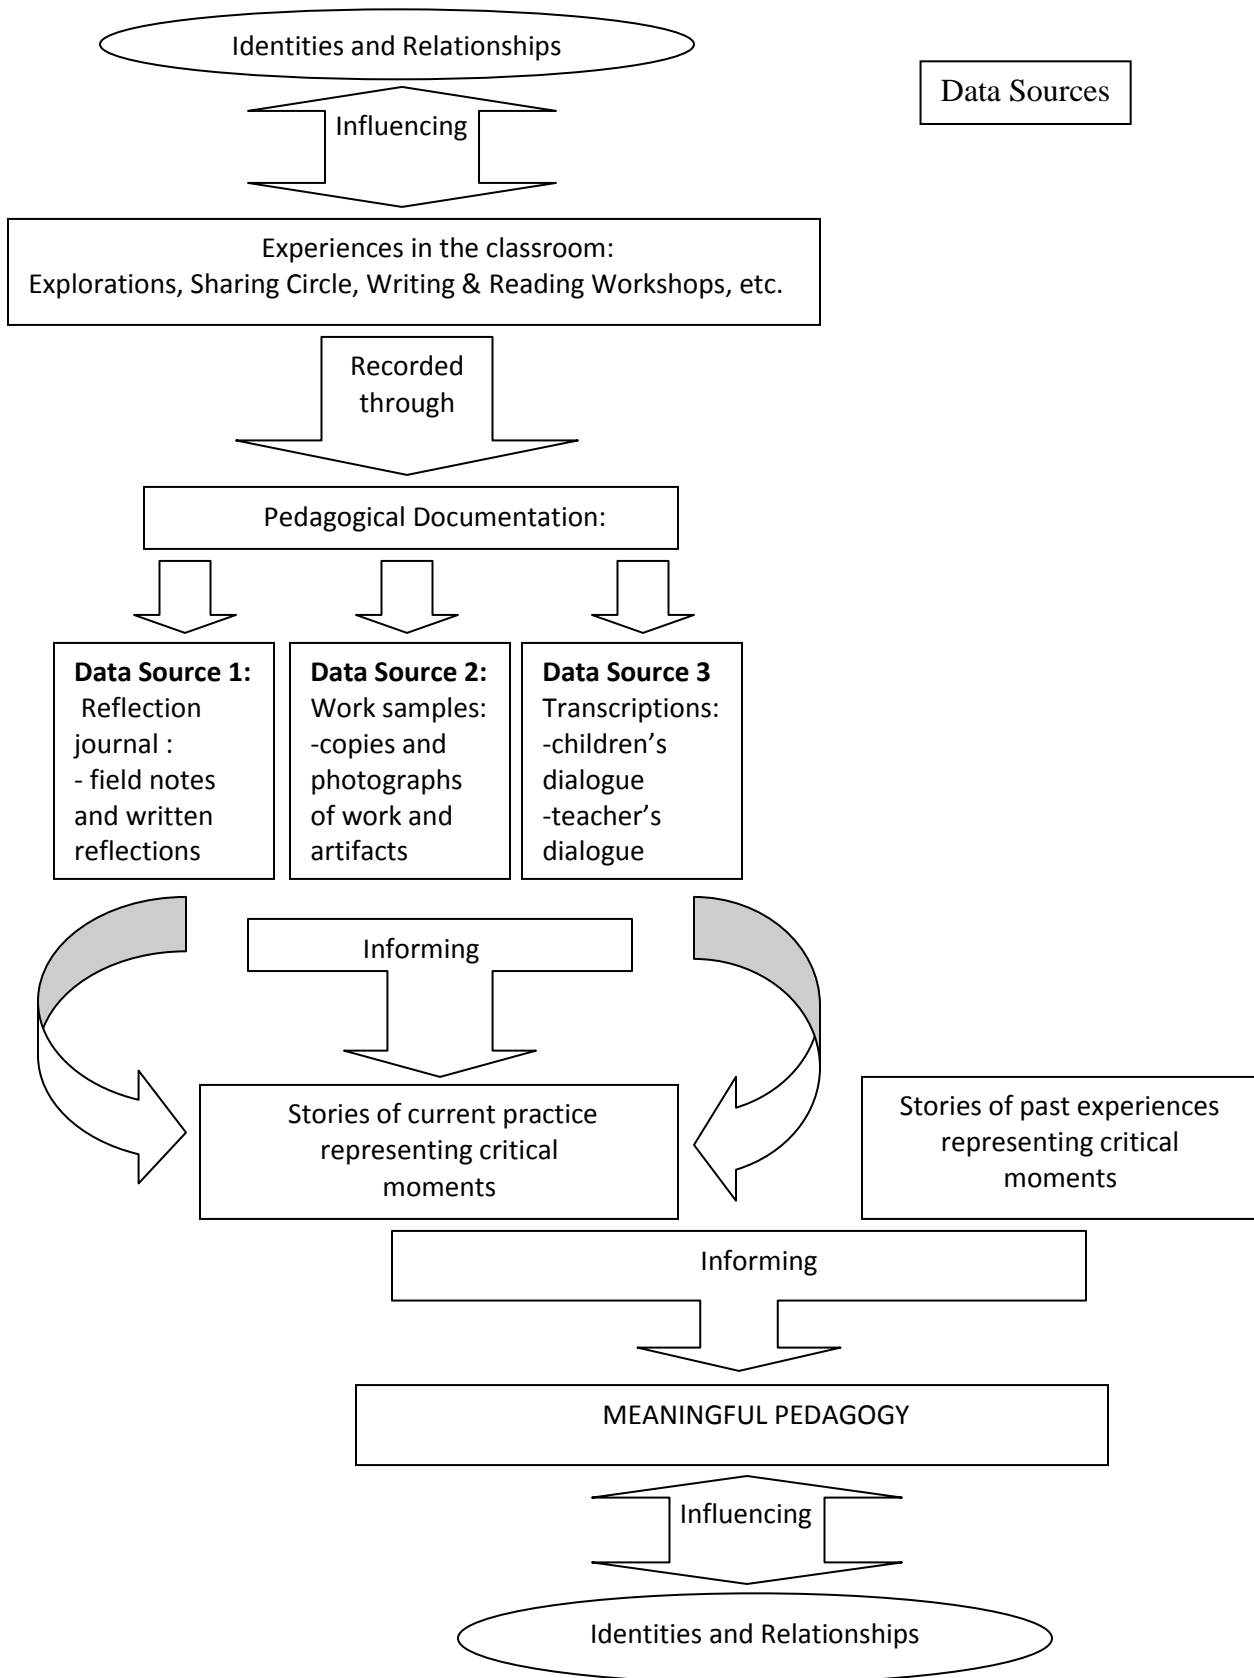 Identities and Relationships
Data Sources
Influencing
Experiences in the classroom:
Explorations, Sharing Circle, Writing & Reading Workshops, etc.
Recorded
through
Pedagogical Documentation:
Data Source 1:
Reflection
journal :
- field notes
and written
reflections
Data Source 2:
Work samples:
-copies and
photographs
of work and
artifacts
Data Source 3
Transcriptions:
-children’s
dialogue
-teacher’s
dialogue
Informing
Stories of current practice
representing critical
moments
Stories of past experiences
representing critical
moments
Informing
MEANINGFUL PEDAGOGY
Influencing
Identities and Relationships